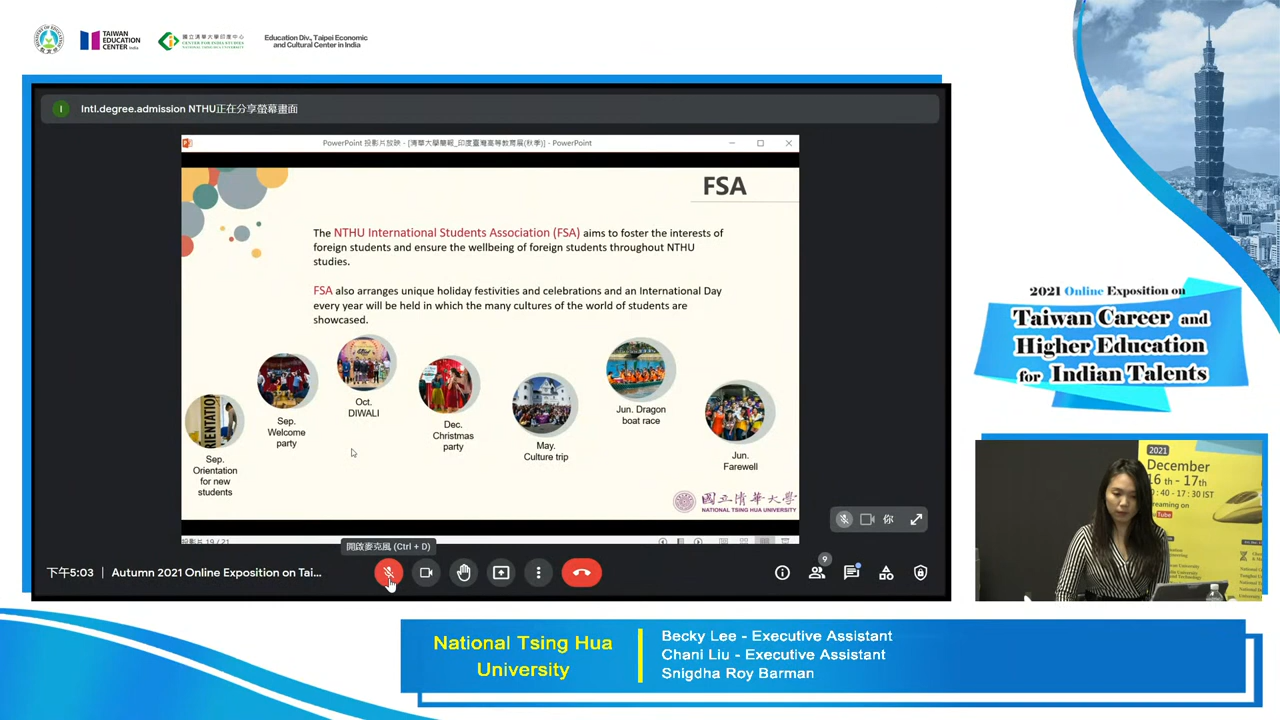 TAIWAN
EDUCATION
CENTER India
國立清華大學印度中心
CENTER FOR INDIA STUDIES
NATIONAL TSING HUA UNIVERSITY
Education Div., Taipei Economic
and Cultural Center in India
I
Intl.degree.admission NTHU正在分享螢幕畫面
PowerPoint 投影片放映 - [清華大學簡報_印度臺灣高等教育展(秋季)] - PowerPoint
FSA
The NTHU International Students Association (FSA) aims to foster the interests of
foreign students and ensure the wellbeing of foreign students throughout NTHU
studies.
FSA also arranges unique holiday festivities and celebrations and an International Day
every year will be held in which the many cultures of the world of students are
showcased.
Sep.
Orientation
for new
students
Sep.
Welcome
party
Oct.
DIWALI
Dec.
Christmas
party
May.
Culture trip
Jun. Dragon
boat race
Jun.
Farewell
國立清華大學
NATIONAL TSING HUA UNIVERSITY
你
投影片 19 / 21
開啟麥克風 (Ctrl + D)
下午5:03
Autumn 2021 Online Exposition on Tai...
9
2021 Online Exposition on
Taiwan Career and
Higher Education
for Indian Talents
2021
December
16th - 17th
:40 - 17:30 IST
streaming on
National Tsing Hua
University
Becky Lee - Executive Assistant
Chani Liu - Executive Assistant
Snigdha Roy Barman